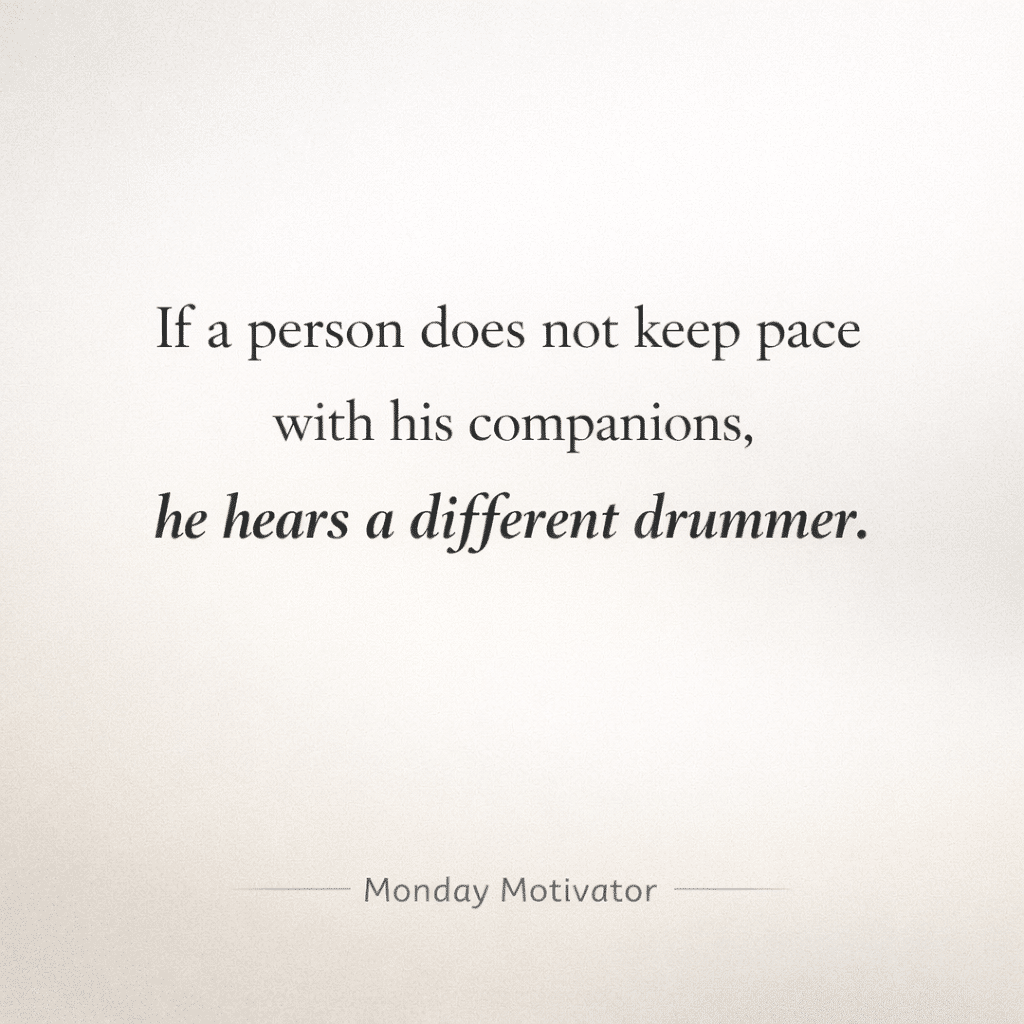 If a person does not keep pace
with his companions,
he hears a different drummer.
Monday Motivator